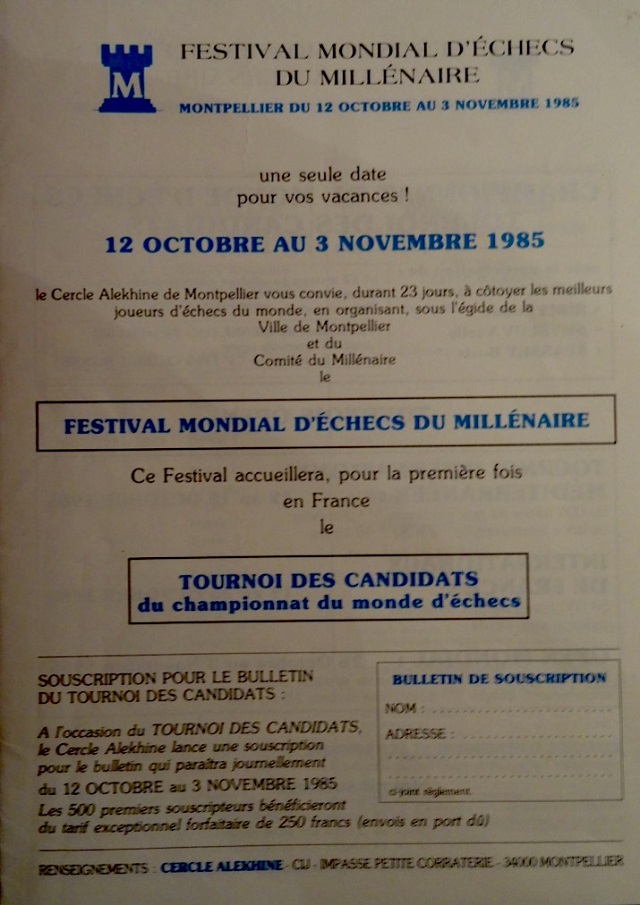 M
FESTIVAL MONDIAL D'ÉCHECS
DU MILLÉNAIRE
MONTPELLIER DU 12 OCTOBRE AU 3 NOVEMBRE 1985
une seule date
pour vos vacances !
12 OCTOBRE AU 3 NOVEMBRE 1985
le Cercle Alekhine de Montpellier vous convie, durant 23 jours, à côtoyer les meilleurs
joueurs d'échecs du monde, en organisant, sous l'égide de la
Ville de Montpellier
et du
Comité du Millénaire
le
FESTIVAL MONDIAL D'ÉCHECS DU MILLÉNAIRE
Ce Festival accueillera, pour la première fois
en France
le
TOURNOI DES CANDIDATS
du championnat du monde d'échecs
SOUSCRIPTION POUR LE BULLETIN
DU TOURNOI DES CANDIDATS :
A l'occasion du TOURNOI DES CANDIDATS,
le Cercle Alekhine lance une souscription
pour le bulletin qui paraîtra journellement
du 12 OCTOBRE au 3 NOVEMBRE 1985
Les 500 premiers souscripteurs bénéficieront
du tarif exceptionnel forfaitaire de 250 francs (envois en port dû)
BULLETIN DE SOUSCRIPTION
NOM :
ADRESSE :
ci-joint règlement.
RENSEIGNEMENTS : CERCLE ALEKHINE - CIJ - IMPASSE PETITE CORRATERIE - 34000 MONTPELLIER